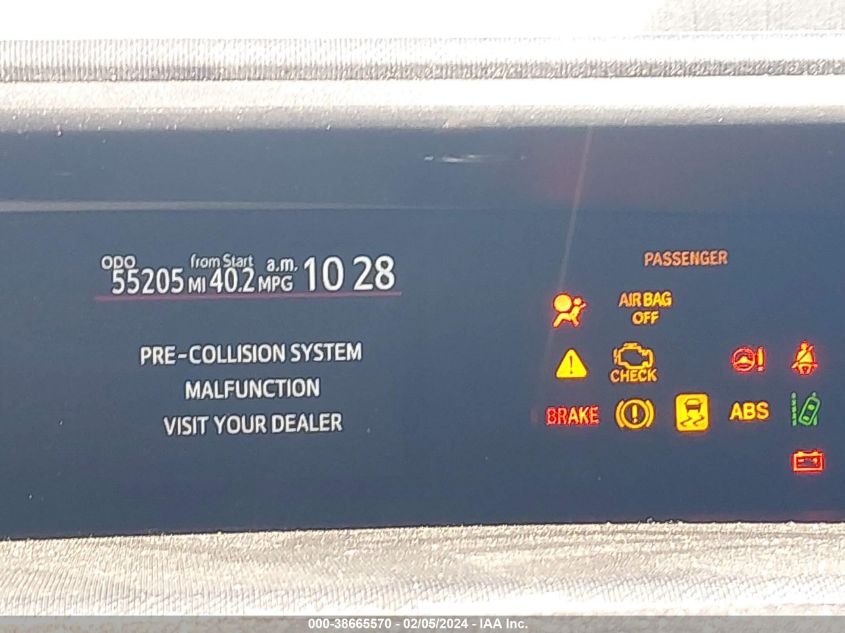 ODO from Start a.m.
55205 MI 40.2 MPG 10 28
PRE-COLLISION SYSTEM
MALFUNCTION
VISIT YOUR DEALER
PASSENGER
AIR BAG
OFF
CHECK
BRAKE
ABS
000-38665570 - 02/05/2024 - IAA Inc.